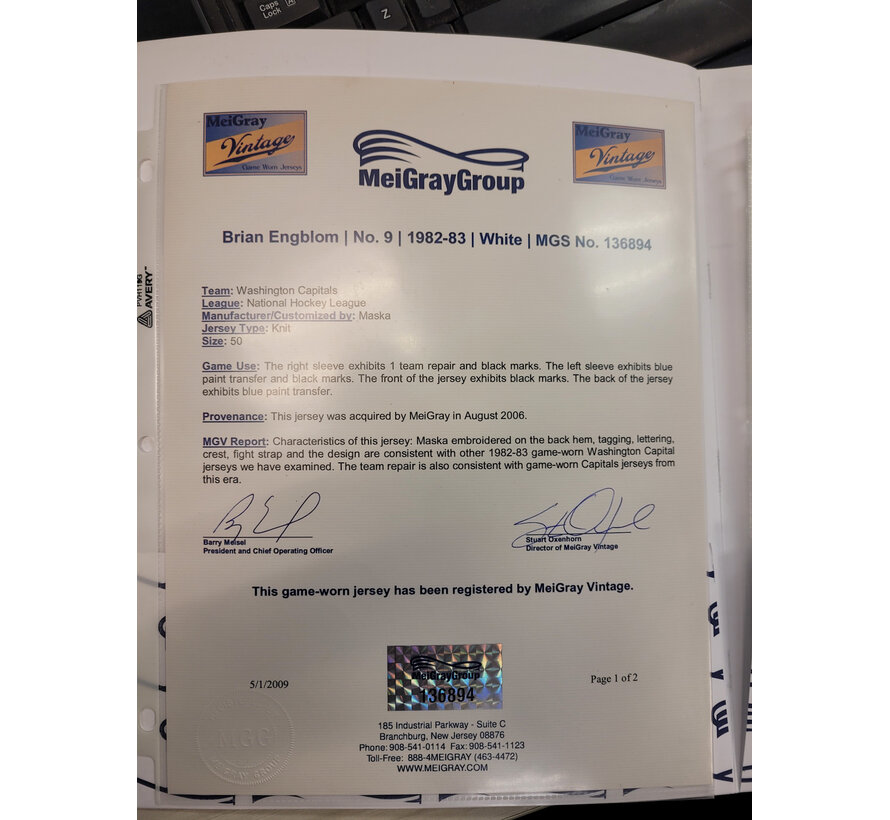 Caps
Lock
A
Z
MeiGray
Vintage
Game Worn Jerseys
MeiGrayGroup
MeiGray
Vintage
Game Worn Jerseys
Brian Engblom | No. 9 | 1982-83 | White | MGS No. 136894
Team: Washington Capitals
League: National Hockey League
Manufacturer/Customized by: Maska
Jersey Type: Knit
Size: 50
PVH119G
AVERY™
Game Use: The right sleeve exhibits 1 team repair and black marks. The left sleeve exhibits blue
paint transfer and black marks. The front of the jersey exhibits black marks. The back of the jersey
exhibits blue paint transfer.
Provenance: This jersey was acquired by MeiGray in August 2006.
MGV Report: Characteristics of this jersey: Maska embroidered on the back hem, tagging, lettering,
crest, fight strap and the design are consistent with other 1982-83 game-worn Washington Capital
jerseys we have examined. The team repair is also consistent with game-worn Capitals jerseys from
this era.
Barry Meisel
President and Chief Operating Officer
Stuart Oxenhorn
Director of MeiGray Vintage
This game-worn jersey has been registered by MeiGray Vintage.
MeiGrayGroup
136894
5/1/2009
Page 1 of 2
MGG
185 Industrial Parkway - Suite C
Branchburg, New Jersey 08876
Phone: 908-541-0114 Fax: 908-541-1123
Toll-Free: 888-4MEIGRAY (463-4472)
WWW.MEIGRAY.COM